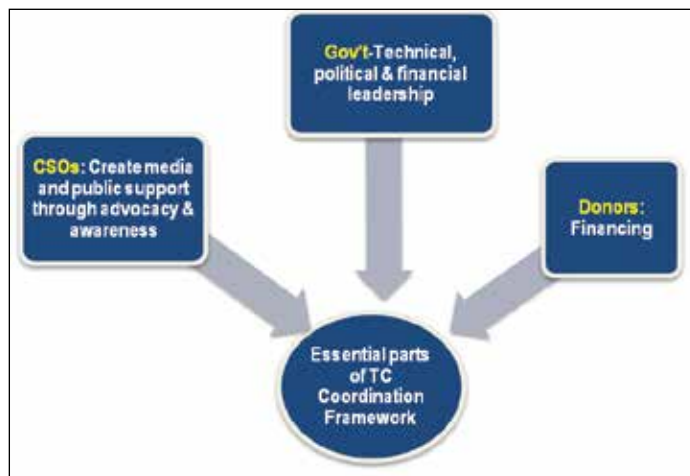 Gov't-Technical,
political & financial
leadership
CSOs: Create media
and public support
through advocacy &
awareness
Donors:
Financing
Essential parts
of TC
Coordination
Framework